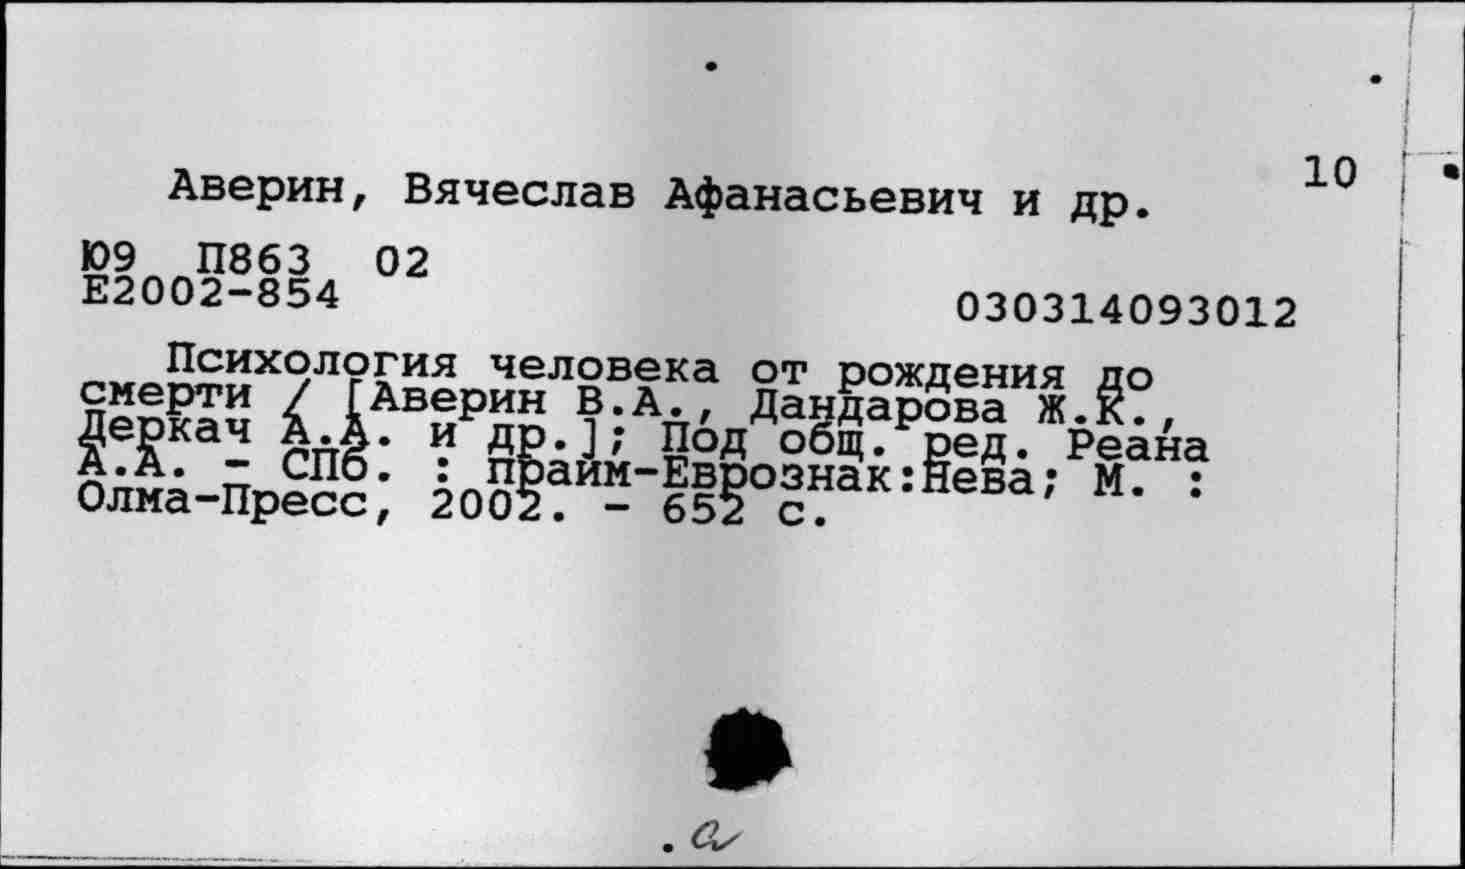 10
Аверин, Вячеслав Афанасьевич и др.
Ю9 П863 02
Е2002-854
030314093012
Психология человека от рождения до
смерти / [Аверин В.А., Дандарова Ж.К.,
Деркач А.А. и др.]; Под общ. ред. Реана
А.А. - СПб. : прайм-Еврознак:Нева; М. :
Олма-Пресс, 2002. - 652 с.